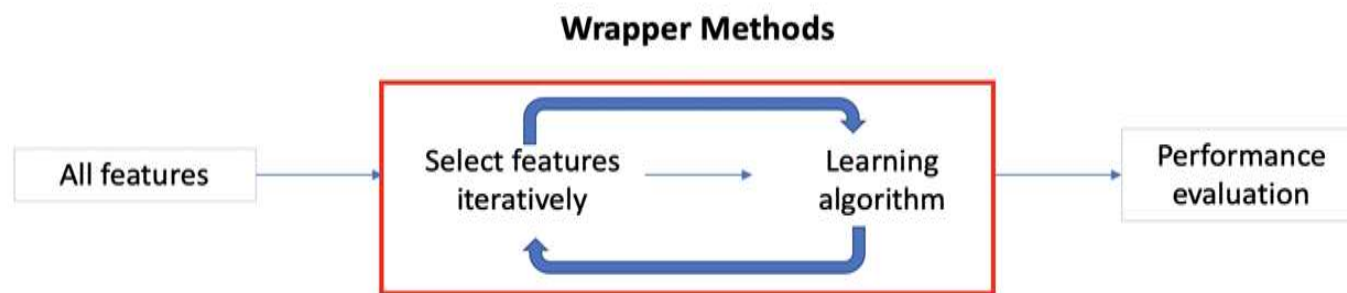 Wrapper Methods
All features
Select features
iteratively
Learning
algorithm
Performance
evaluation